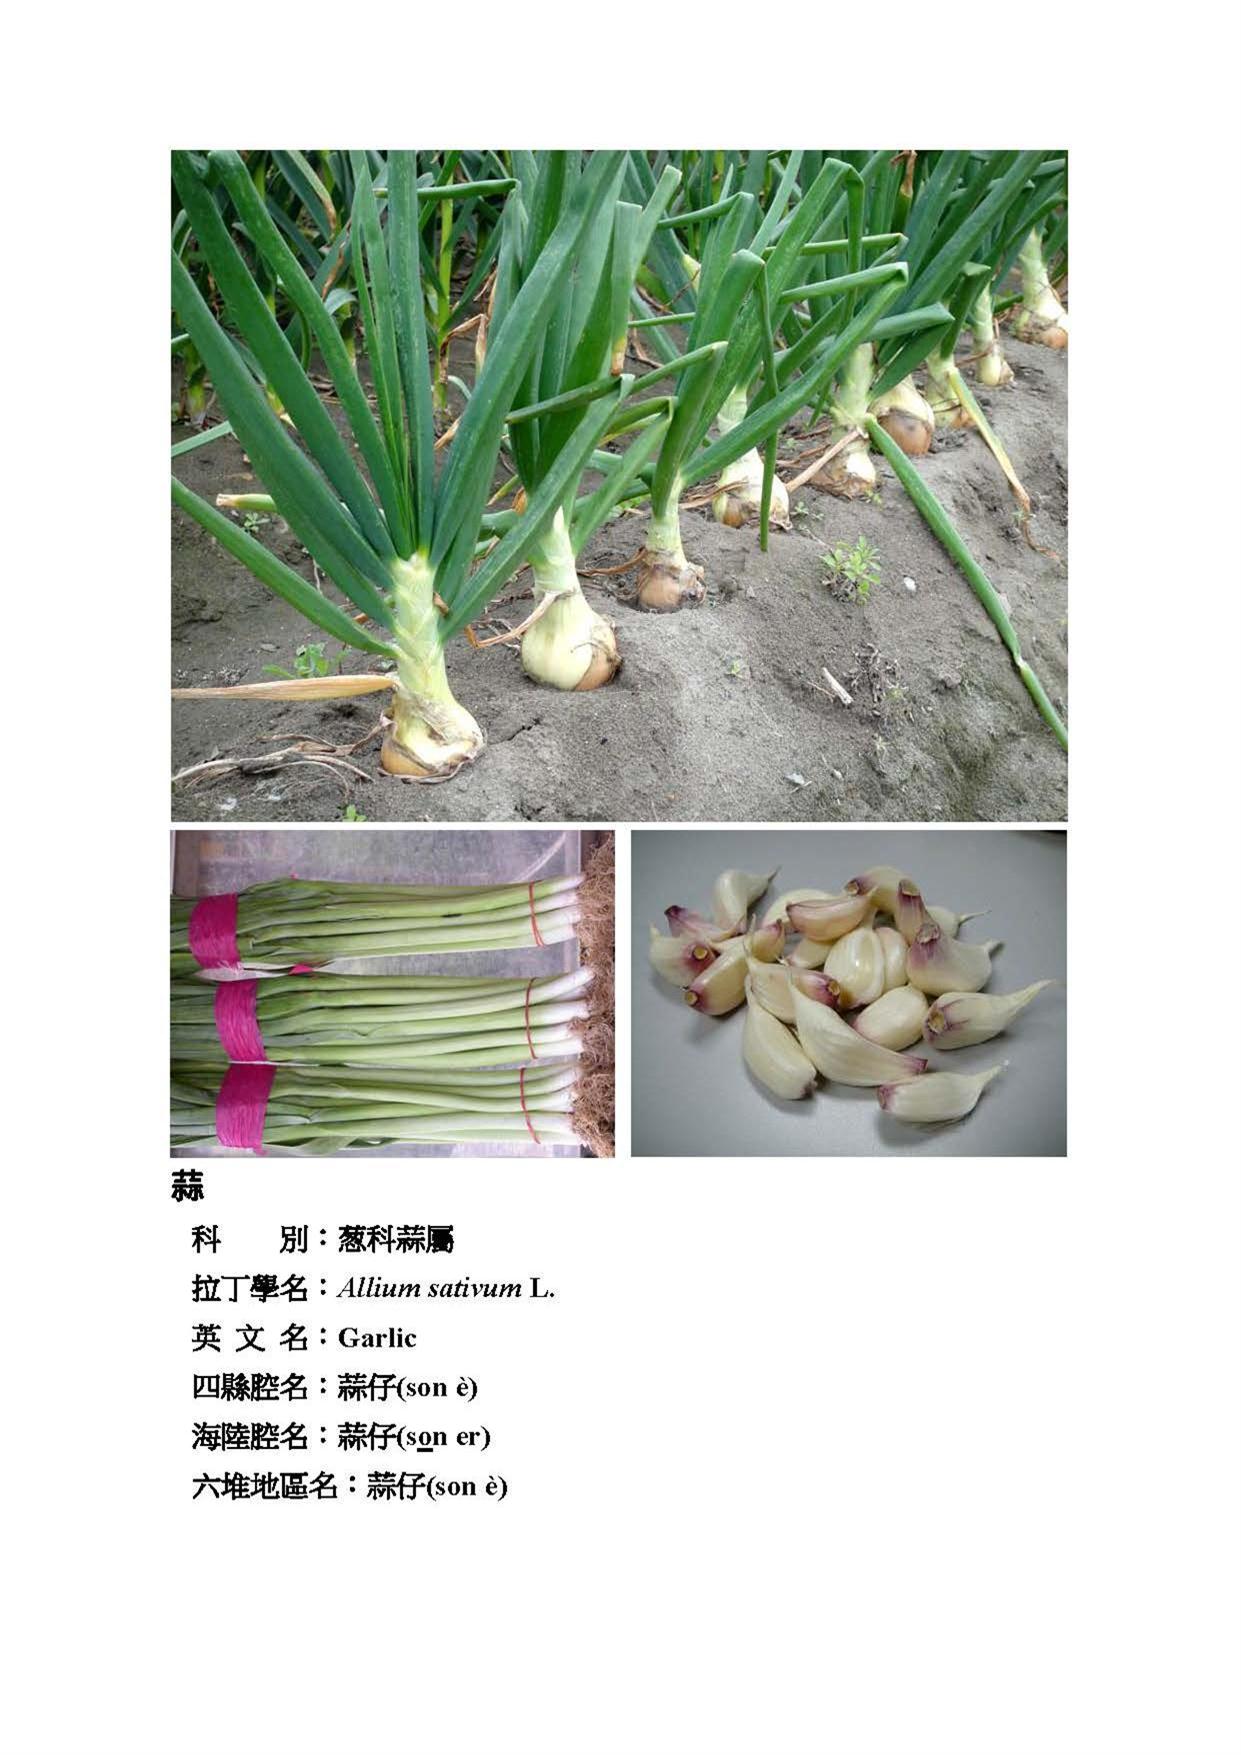 蒜
科　　別：葱科蒜屬
拉丁學名：Allium sativum L.
英 文 名：Garlic
四縣腔名：蒜仔(son è)
海陸腔名：蒜仔(so̲n er)
六堆地區名：蒜仔(son è)